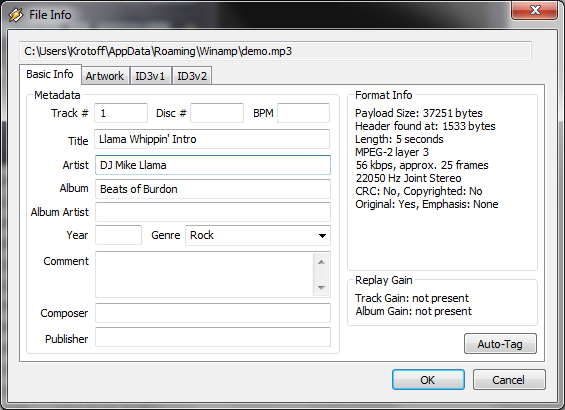 File Info
C:\Users\Krotoff\AppData\Roaming\Winamp\demo.mp3
Basic Info Artwork ID3v1 ID3v2
Metadata
Track # 1 Disc # BPM
Title Llama Whippin' Intro
Artist DJ Mike Llama
Album Beats of Burdon
Album Artist
Year Genre Rock
Comment
Composer
Publisher
Format Info
Payload Size: 37251 bytes
Header found at: 1533 bytes
Length: 5 seconds
MPEG-2 layer 3
56 kbps, approx. 25 frames
22050 Hz Joint Stereo
CRC: No, Copyrighted: No
Original: Yes, Emphasis: None
Replay Gain
Track Gain: not present
Album Gain: not present
Auto-Tag
OK Cancel